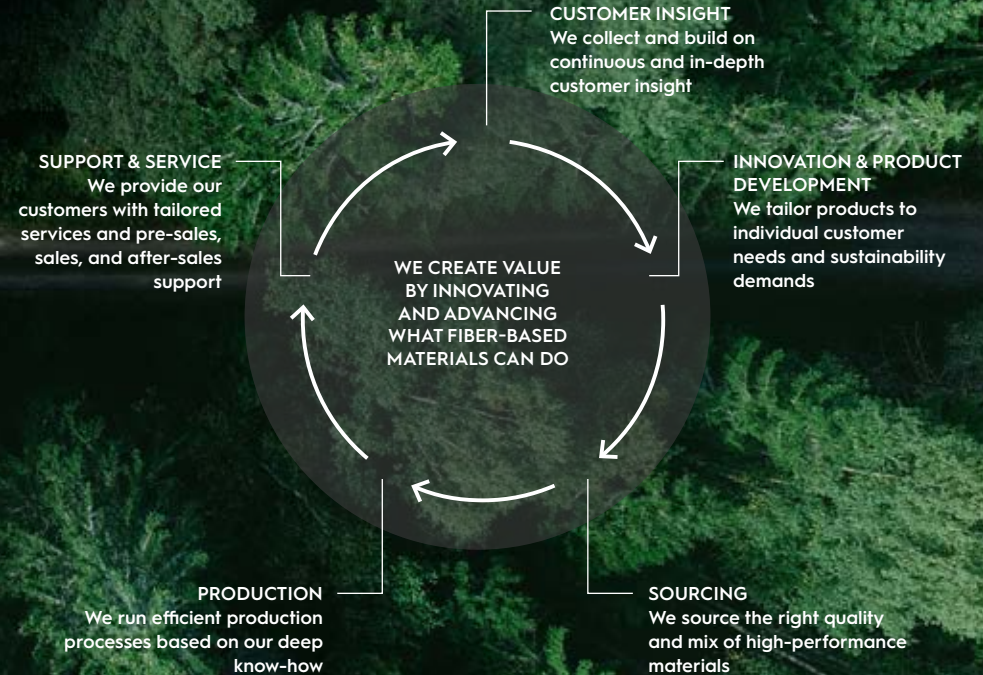 CUSTOMER INSIGHT
We collect and build on
continuous and in-depth
customer insight
INNOVATION & PRODUCT
DEVELOPMENT
We tailor products to
individual customer
needs and sustainability
demands
SOURCING
We source the right quality
and mix of high-performance
materials
PRODUCTION
We run efficient production
processes based on our deep
know-how
SUPPORT & SERVICE
We provide our
customers with tailored
services and pre-sales,
sales, and after-sales
support
WE CREATE VALUE
BY INNOVATING
AND ADVANCING
WHAT FIBER-BASED
MATERIALS CAN DO